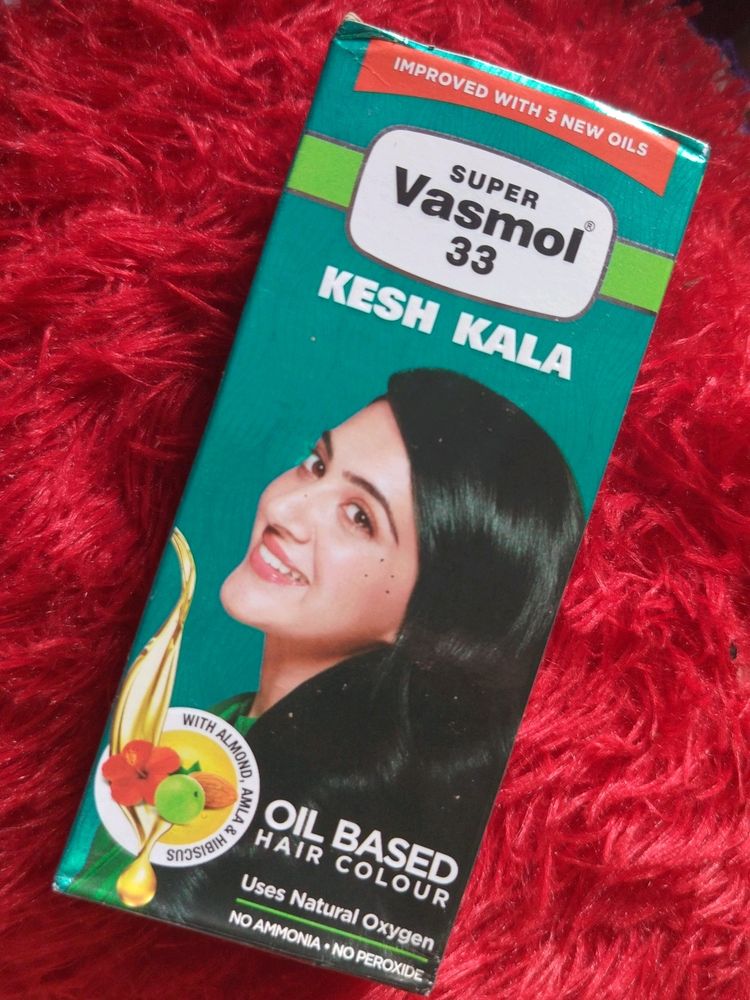 IMPROVED WITH 3 NEW OILS
SUPER
Vasmol®
33
KESH KALA
WITH ALMOND, AMLA & HIBISCUS
OIL BASED
HAIR COLOUR
Uses Natural Oxygen
NO AMMONIA • NO PEROXIDE